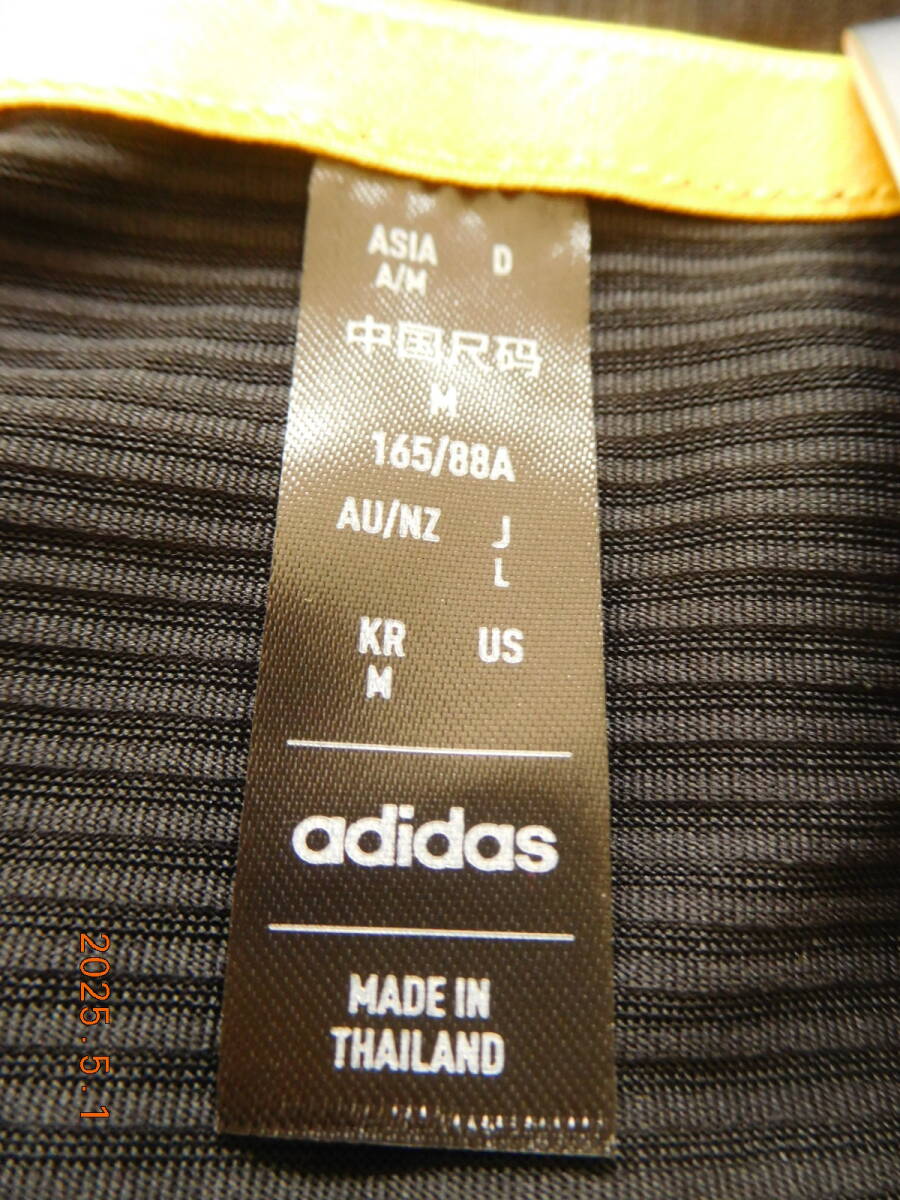 ASIA D
A/M
中国尺码
M
165/88A
AU/NZ J
L
KR US
M
adidas
MADE IN
THAILAND
2025.5.1